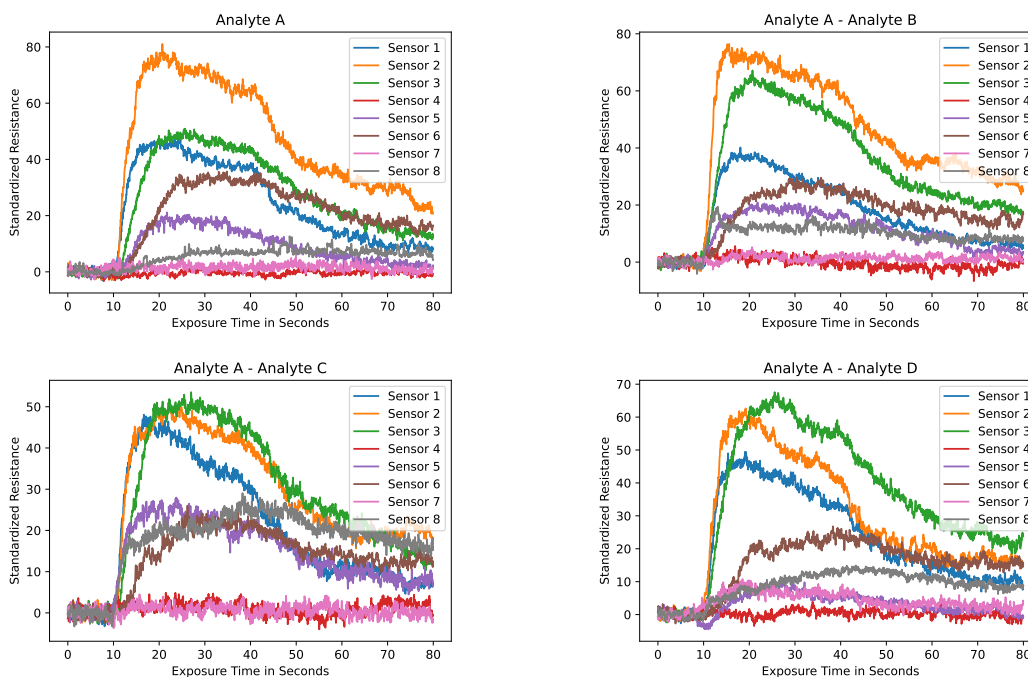 Analyte A
80
60
40
20
0
Standardized Resistance
Sensor 1
Sensor 2
Sensor 3
Sensor 4
Sensor 5
Sensor 6
Sensor 7
Sensor 8
0 10 20 30 40 50 60 70 80
Exposure Time in Seconds
Analyte A - Analyte B
80
60
40
20
0
Standardized Resistance
Sensor 1
Sensor 2
Sensor 3
Sensor 4
Sensor 5
Sensor 6
Sensor 7
Sensor 8
0 10 20 30 40 50 60 70 80
Exposure Time in Seconds
Analyte A - Analyte C
50
40
30
20
10
0
Standardized Resistance
Sensor 1
Sensor 2
Sensor 3
Sensor 4
Sensor 5
Sensor 6
Sensor 7
Sensor 8
0 10 20 30 40 50 60 70 80
Exposure Time in Seconds
Analyte A - Analyte D
70
60
50
40
30
20
10
0
Standardized Resistance
Sensor 1
Sensor 2
Sensor 3
Sensor 4
Sensor 5
Sensor 6
Sensor 7
Sensor 8
0 10 20 30 40 50 60 70 80
Exposure Time in Seconds